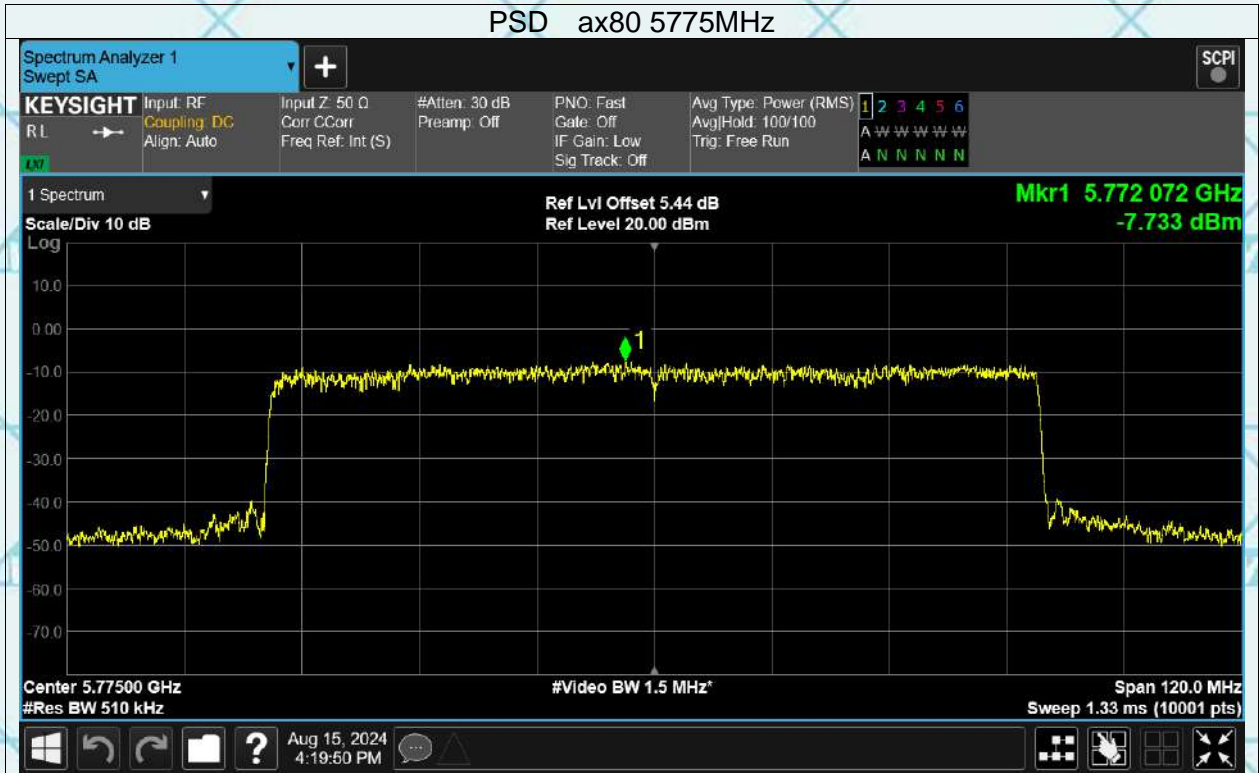 PSD ax80 5775MHz
Spectrum Analyzer 1
Swept SA
+
SCPI
KEYSIGHT Input: RF Input Z: 50 Ω #Atten: 30 dB PNO: Fast Avg Type: Power (RMS) 1 2 3 4 5 6
RL Coupling: DC Corr CCorr Preamp: Off Gate: Off Avg|Hold: 100/100 A W W W W W
Align: Auto Freq Ref: Int (S) IF Gain: Low Trig: Free Run A N N N N N
LXI Sig Track: Off
1 Spectrum
Ref Lvl Offset 5.44 dB
Mkr1 5.772 072 GHz
Scale/Div 10 dB Ref Level 20.00 dBm -7.733 dBm
Log
10.0
0.00
1
-10.0
-20.0
-30.0
-40.0
-50.0
-60.0
-70.0
Center 5.77500 GHz #Video BW 1.5 MHz* Span 120.0 MHz
#Res BW 510 kHz Sweep 1.33 ms (10001 pts)
? Aug 15, 2024
4:19:50 PM